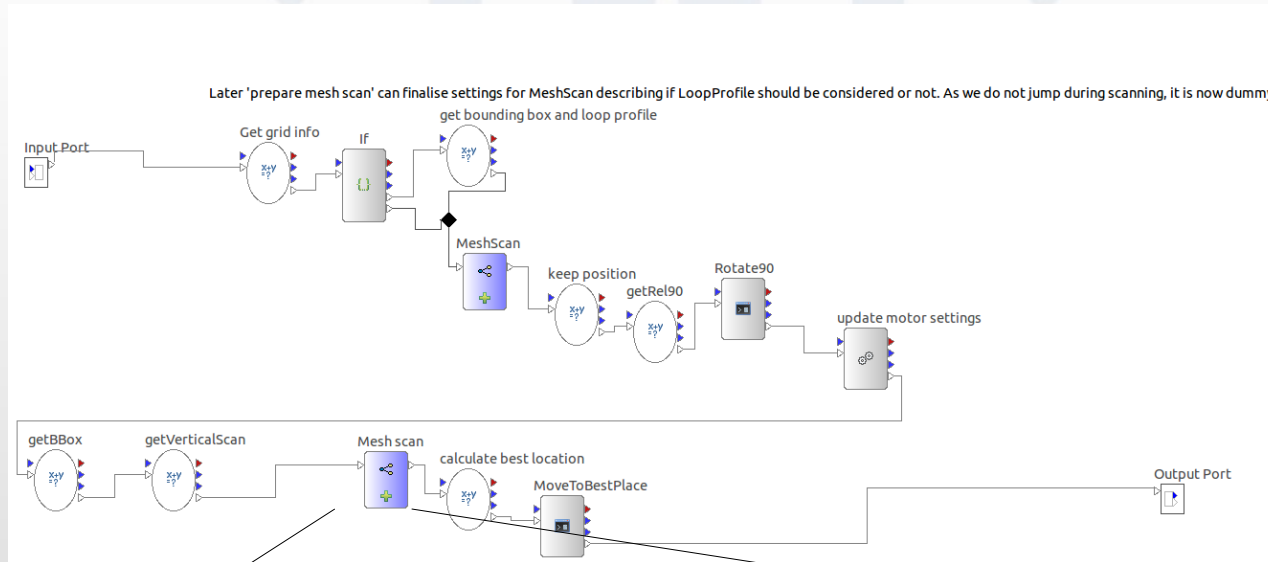 Later 'prepare mesh scan' can finalise settings for MeshScan describing if LoopProfile should be considered or not. As we do not jump during scanning, it is now dummy
get bounding box and loop profile
Get grid info
If
Input Port
x+y
=?
x+y
=?
{}
MeshScan
keep position
getRel90
Rotate90
x+y
=?
x+y
=?
update motor settings
getBBox
getVerticalScan
Mesh scan
calculate best location
MoveToBestPlace
Output Port
x+y
=?
x+y
=?
x+y
=?